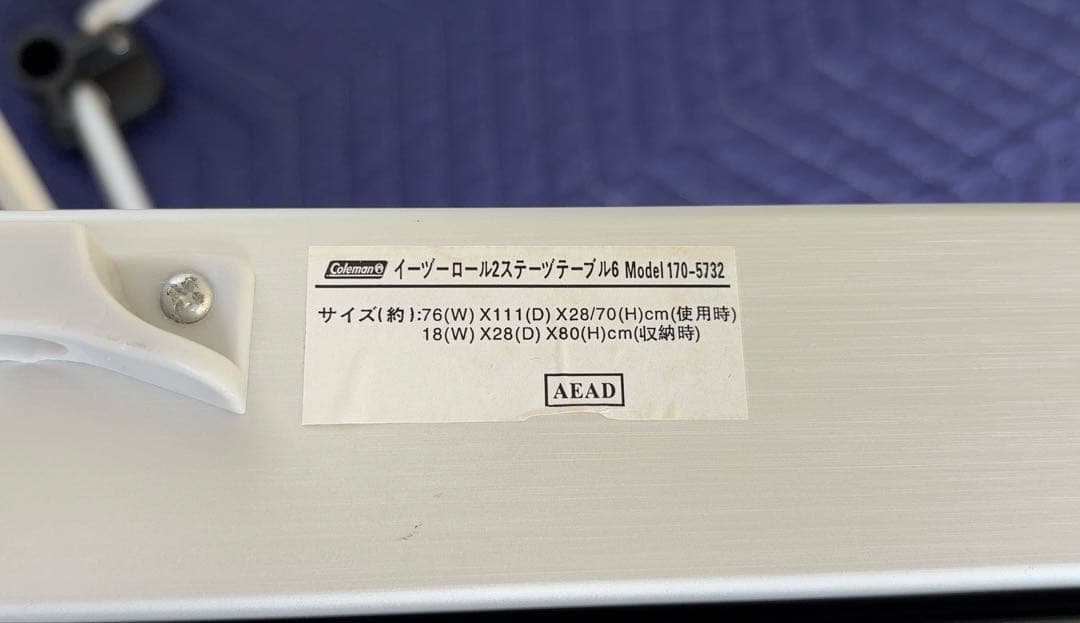 Coleman® イーヅーロール2ステーヅテーブル6 Model 170-5732
サイズ(約):76(W) X111(D) X28/70(H)cm(使用時)
18(W) X28(D) X80(H)cm(収納時)
AEAD